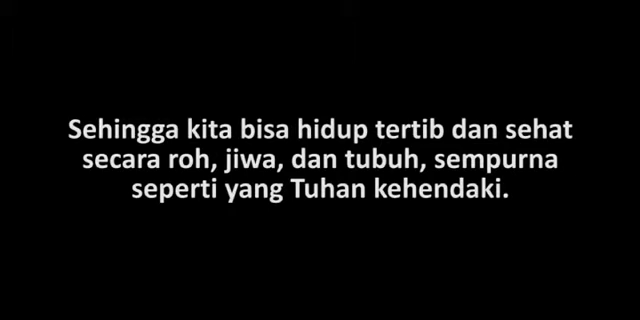 Sehingga kita bisa hidup tertib dan sehat
secara roh, jiwa, dan tubuh, sempurna
seperti yang Tuhan kehendaki.